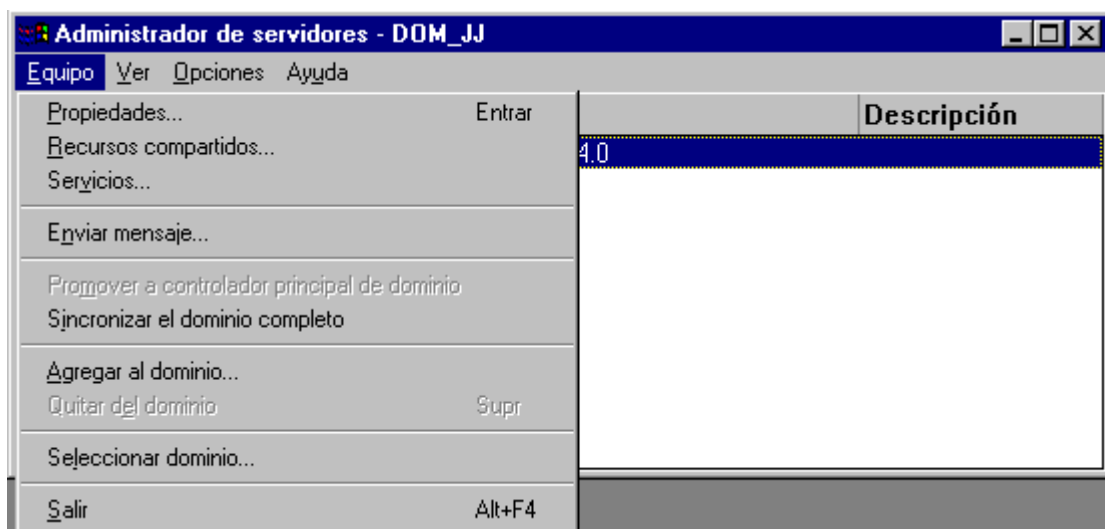 Administrador de servidores - DOM_JJ
Equipo Ver Opciones Ayuda
Propiedades... Entrar
Descripción
Recursos compartidos...
4.0
Servicios...
Enviar mensaje...
Promover a controlador principal de dominio
Sincronizar el dominio completo
Agregar al dominio...
Quitar del dominio Supr
Seleccionar dominio...
Salir Alt+F4